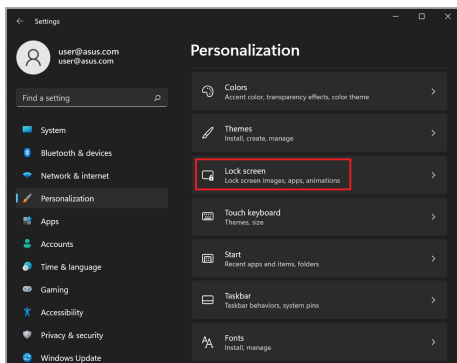 Settings
user@asus.com
user@asus.com
Find a setting
System
Bluetooth & devices
Network & internet
Personalization
Apps
Accounts
Time & language
Gaming
Accessibility
Privacy & security
Windows Update
Personalization
Colors
Accent color, transparency effects, color theme
Themes
Install, create, manage
Lock screen
Lock screen images, apps, animations
Touch keyboard
Themes, size
Start
Recent apps and items, folders
Taskbar
Taskbar behaviors, system pins
Fonts
Install, manage